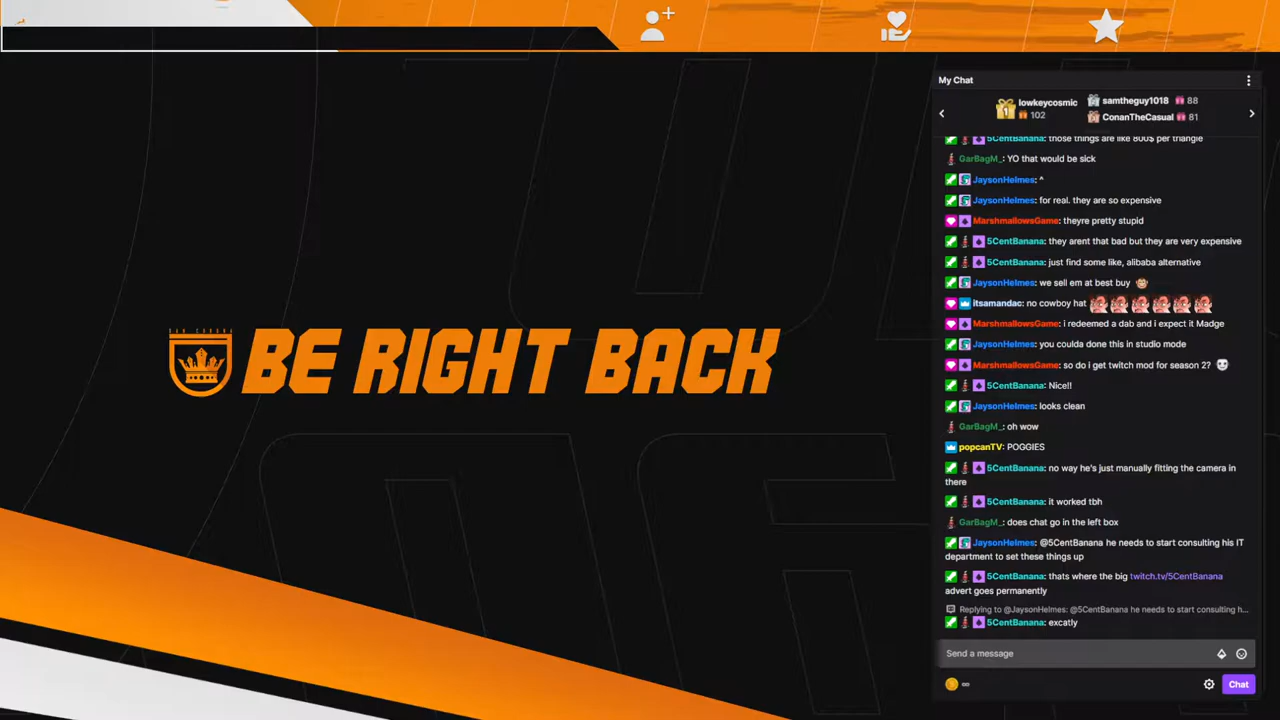 BE RIGHT BACK
My Chat
lowkeycosmic
102
samtheguy1018 88
ConanTheCasual 81
5CentBanana: those things are like 800$ per triangle
GarBagM_: YO that would be sick
JaysonHelmes: ^
JaysonHelmes: for real. they are so expensive
MarshmallowsGame: theyre pretty stupid
5CentBanana: they arent that bad but they are very expensive
5CentBanana: just find some like, alibaba alternative
JaysonHelmes: we sell em at best buy
itsamandac: no cowboy hat
MarshmallowsGame: i redeemed a dab and i expect it Madge
JaysonHelmes: you coulda done this in studio mode
MarshmallowsGame: so do i get twitch mod for season 2??
5CentBanana: Nice!!
JaysonHelmes: looks clean
GarBagM_: oh wow
popcanTV: POGGIES
5CentBanana: no way he's just manually fitting the camera in
there
5CentBanana: it worked tbh
GarBagM_: does chat go in the left box
JaysonHelmes: @5CentBanana he needs to start consulting his IT
department to set these things up
5CentBanana: thats where the big twitch.tv/5CentBanana
advert goes permanently
Replying to @JaysonHelmes: @5CentBanana he needs to start consulting h...
5CentBanana: excatly
Send a message
∞
Chat